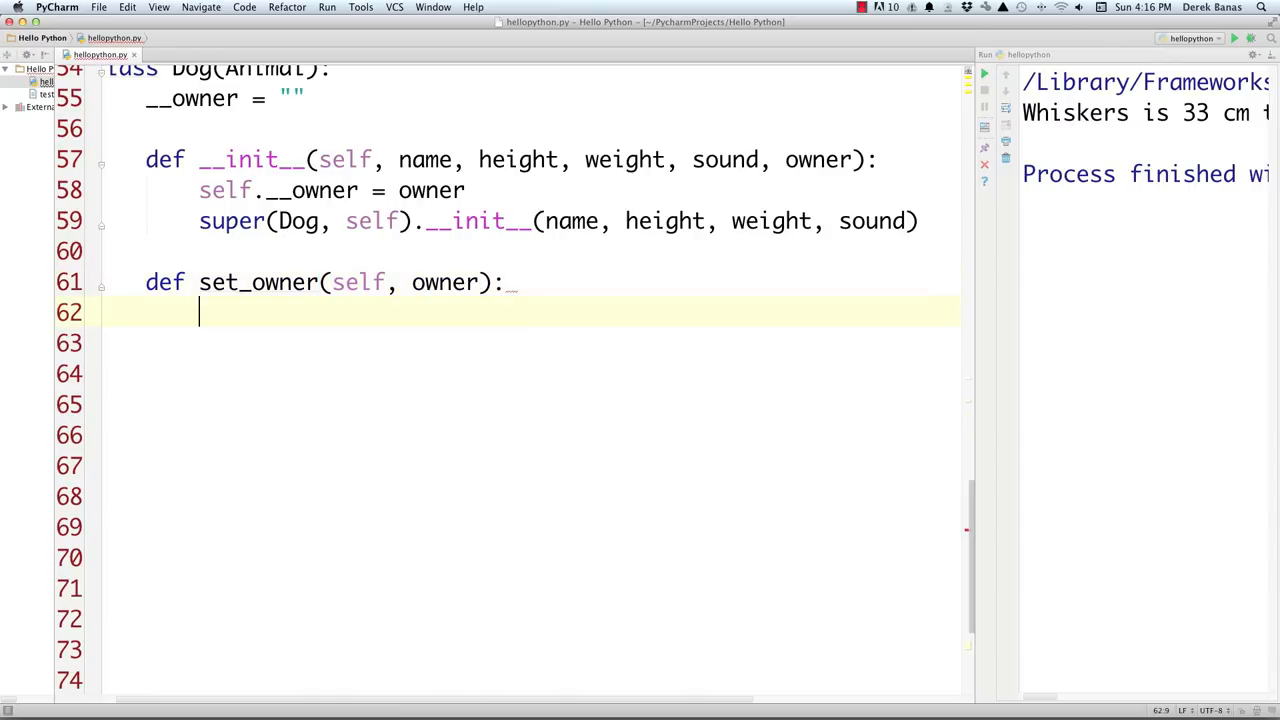 PyCharm File Edit View Navigate Code Refactor Run Tools VCS Window Help 10 Sun 4:16 PM Derek Banas
hellopython.py – Hello Python – [~/PycharmProjects/Hello Python]
Hello Python hellopython.py hellopython
hellopython.py Run hellopython
Hello P
hell
test
Extern
54 lass Dog(Animal):
55 __owner = ""
56
57 def __init__(self, name, height, weight, sound, owner):
58 self.__owner = owner
59 super(Dog, self).__init__(name, height, weight, sound)
60
61 def set_owner(self, owner):
62
63
64
65
66
67
68
69
70
71
72
73
74
/Library/Frameworks
Whiskers is 33 cm t
Process finished wi
62:9 LF UTF-8